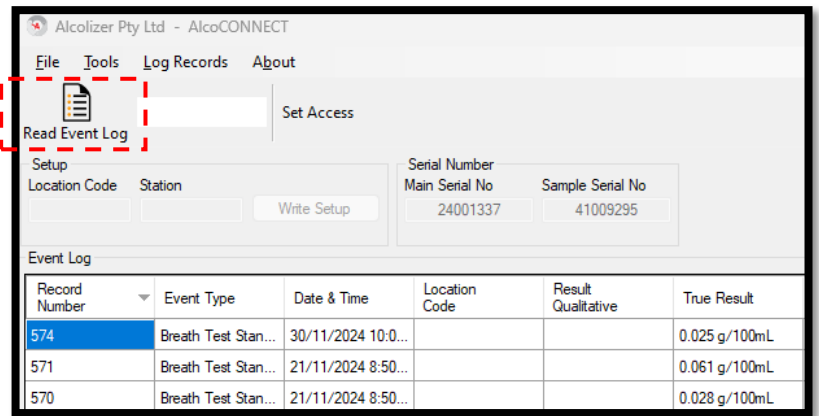 Alcolizer Pty Ltd - AlcoCONNECT
File Tools Log Records About
Set Access
Read Event Log
Setup
Serial Number
Location Code Station
Main Serial No Sample Serial No
Write Setup
24001337 41009295
Event Log
Record Number Event Type Date & Time Location Code Result Qualitative True Result
574 Breath Test Stan... 30/11/2024 10:0... 0.025 g/100mL
571 Breath Test Stan... 21/11/2024 8:50... 0.061 g/100mL
570 Breath Test Stan... 21/11/2024 8:50... 0.028 g/100mL